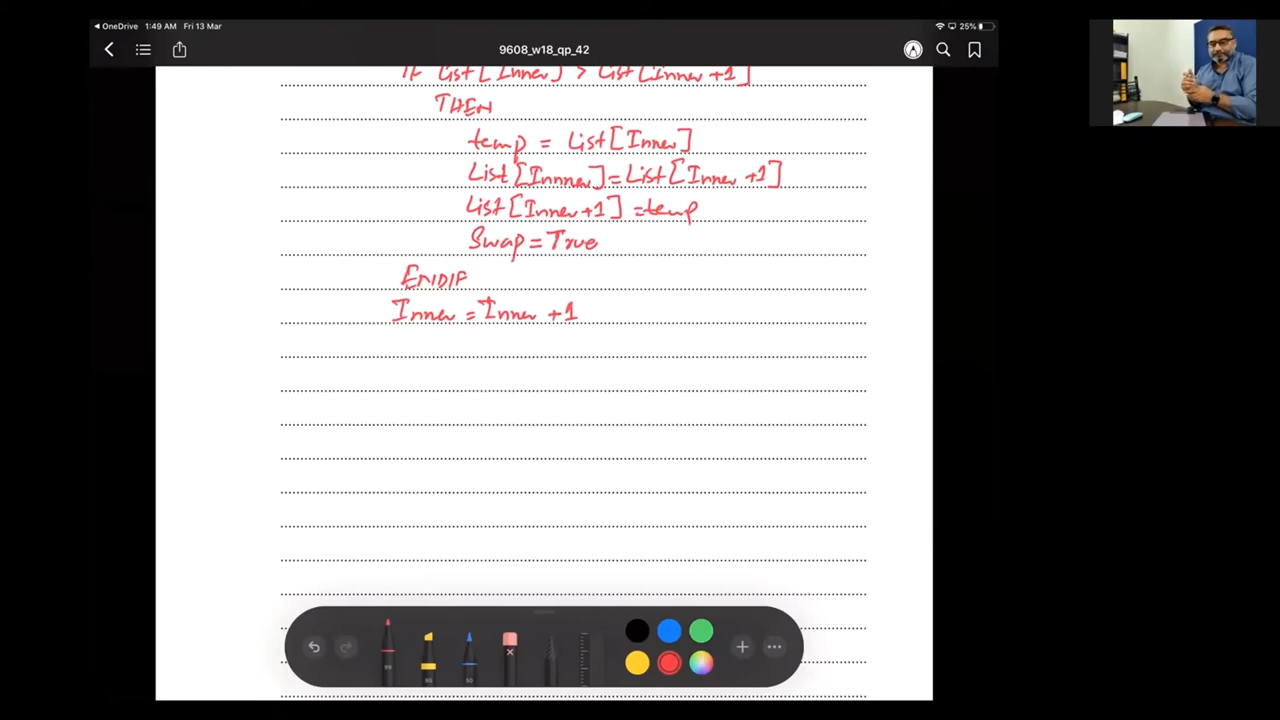 OneDrive 1:49 AM Fri 13 Mar 25%
9608_w18_qp_42
IF List[Inner] > List[Inner+1]
THEN
temp = List[Inner]
List[Innner]=List[Inner +1]
List[Inner+1] =temp
Swap=True
ENDIF
Inner = Inner +1